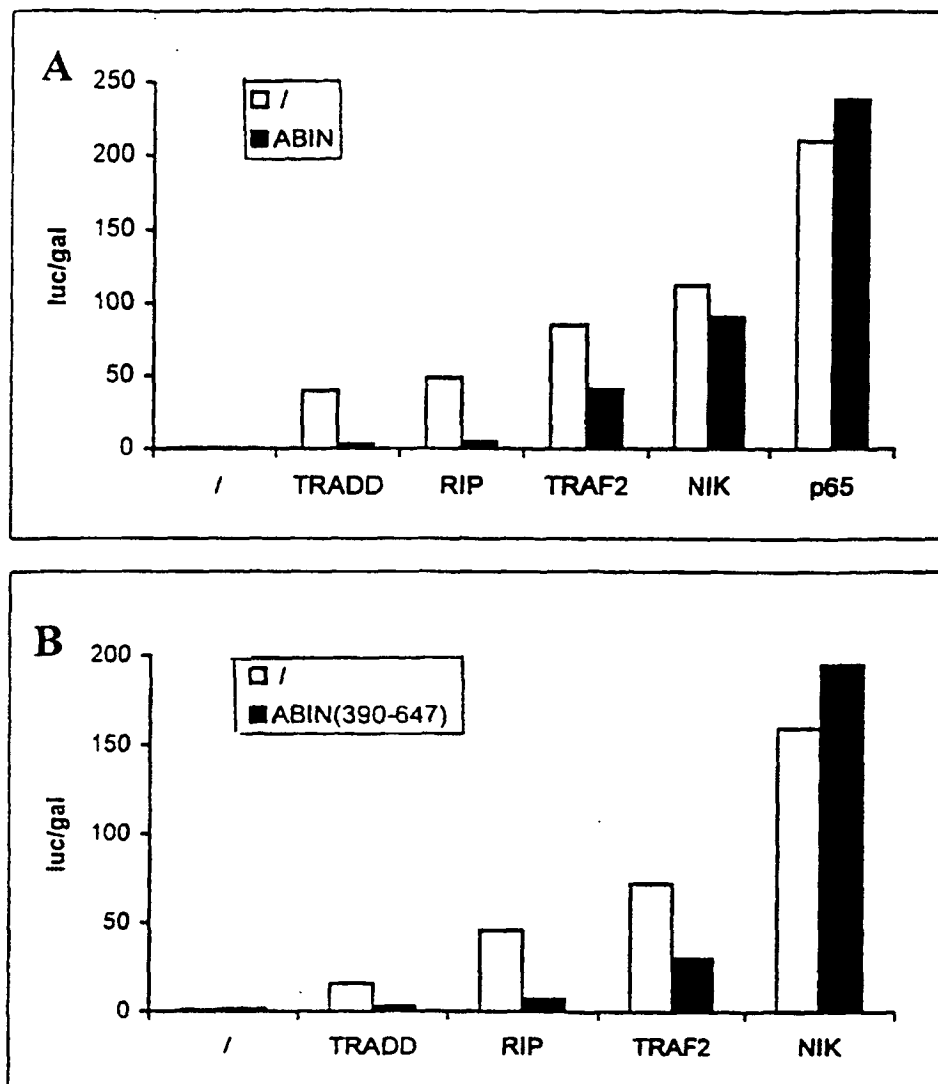 A
250
200
150
100
50
0
luc/gal
/
ABIN
/ TRADD RIP TRAF2 NIK p65
B
200
150
100
50
0
luc/gal
/
ABIN(390-647)
/ TRADD RIP TRAF2 NIK